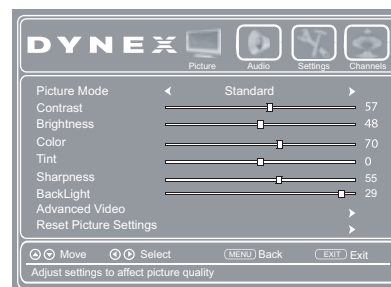 DYNEX
Picture Audio Settings Channels
Picture Mode Standard
Contrast 57
Brightness 48
Color 70
Tint 0
Sharpness 55
BackLight 29
Advanced Video
Reset Picture Settings
Move Select MENU Back EXIT Exit
Adjust settings to affect picture quality